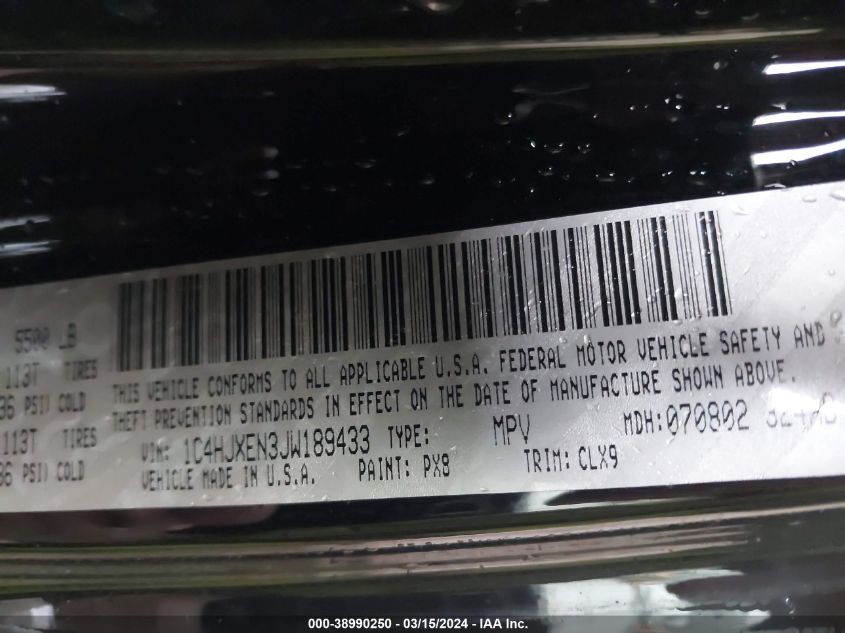 5500 LB
113T TIRES
36 PSI) COLD
113T TIRES
36 PSI) COLD
THIS VEHICLE CONFORMS TO ALL APPLICABLE U.S.A. FEDERAL MOTOR VEHICLE SAFETY AND
THEFT PREVENTION STANDARDS IN EFFECT ON THE DATE OF MANUFACTURE SHOWN ABOVE.
VIN: 1C4HJXEN3JW189433 TYPE: MPV MDH: 070802
VEHICLE MADE IN U.S.A. PAINT: PX8 TRIM: CLX9
000-38990250 - 03/15/2024 - IAA Inc.